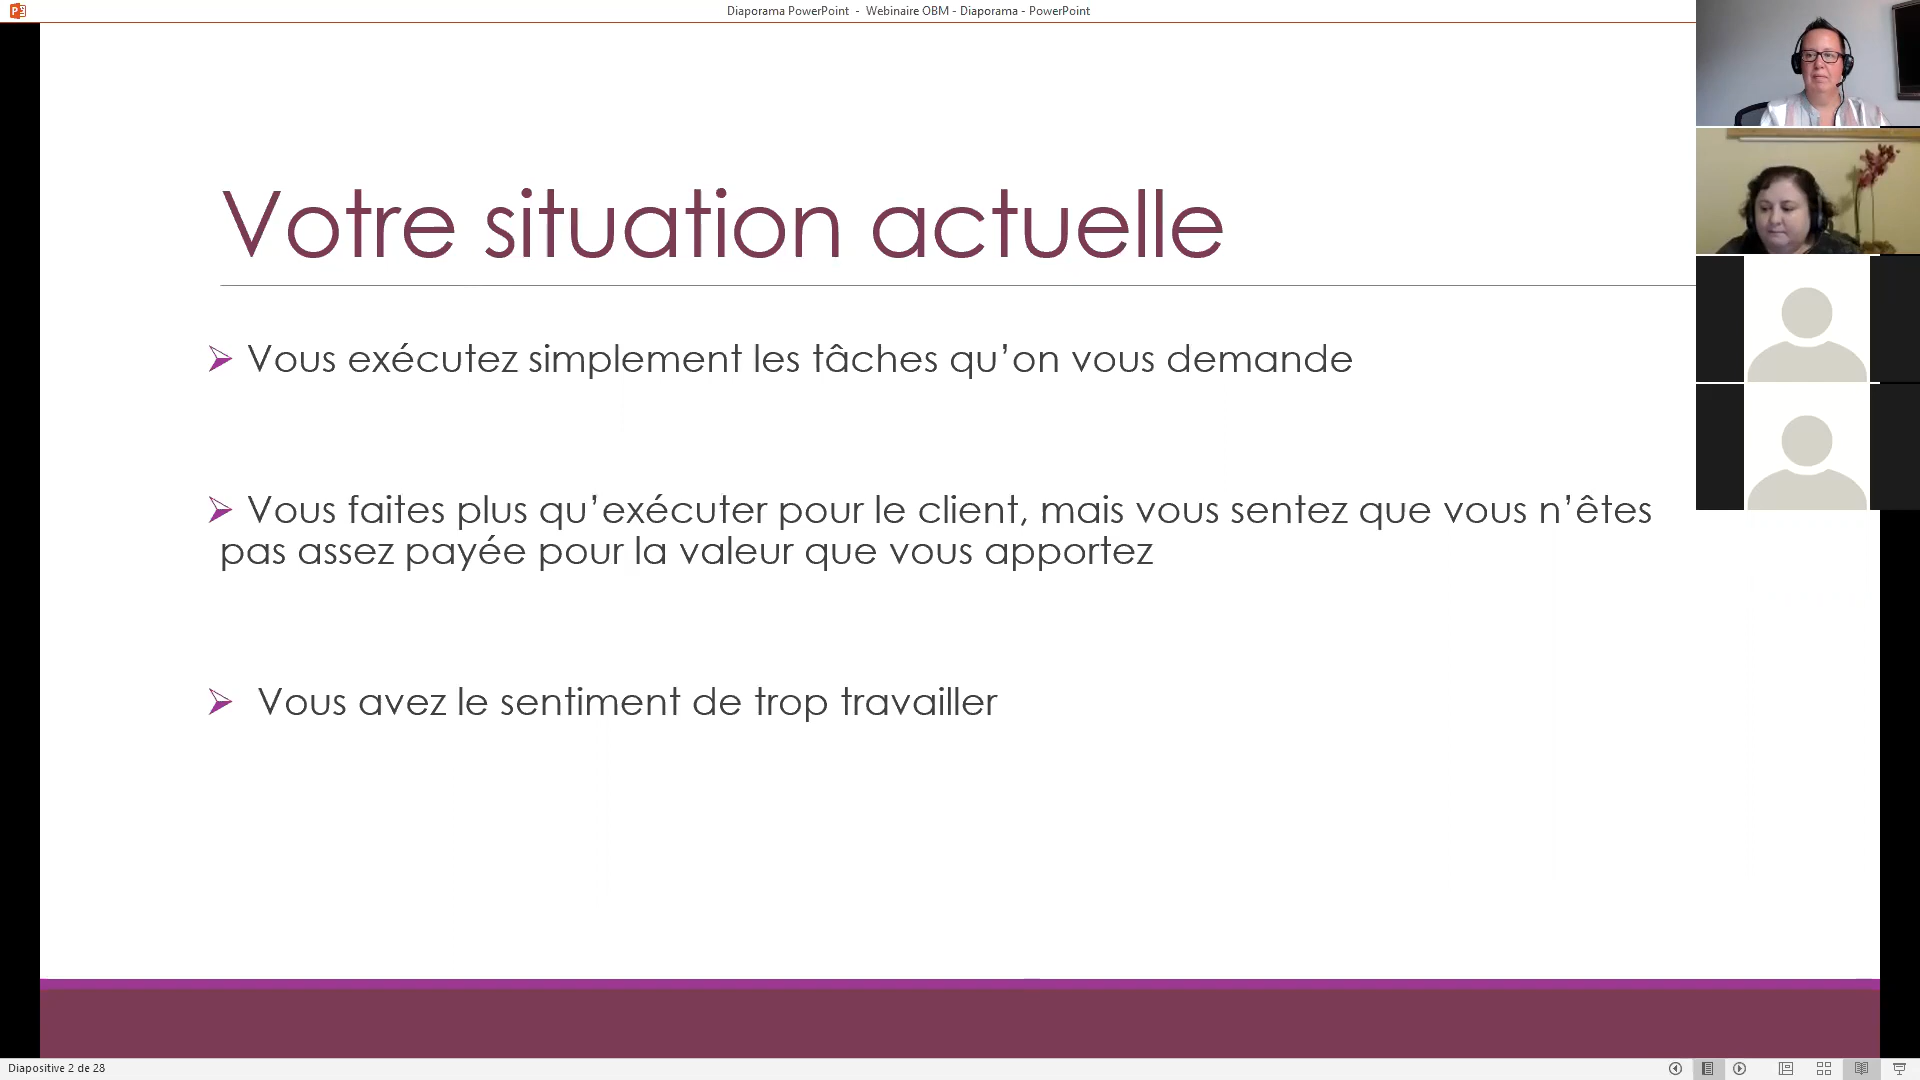 Diaporama PowerPoint - Webinaire OBM - Diaporama - PowerPoint
Votre situation actuelle
Vous exécutez simplement les tâches qu’on vous demande
Vous faites plus qu’exécuter pour le client, mais vous sentez que vous n’êtes
pas assez payée pour la valeur que vous apportez
Vous avez le sentiment de trop travailler
Diapositive 2 de 28